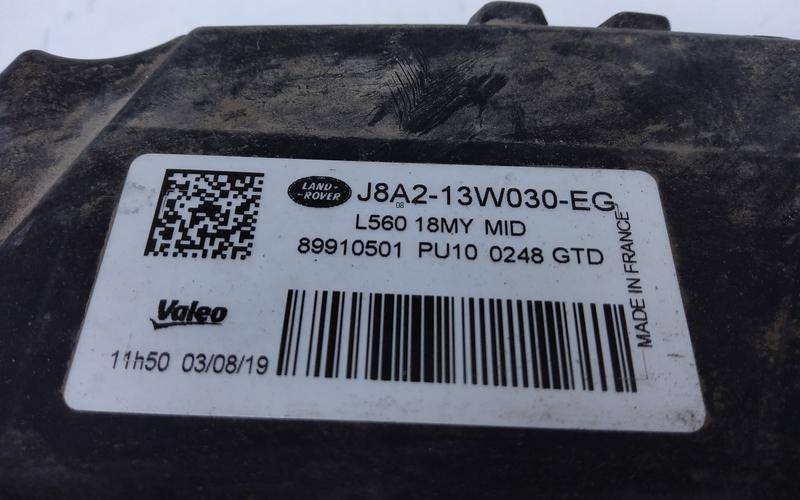 LAND-
-ROVER
J8A2-13W030-EG
08
L560 18MY MID
89910501 PU10 0248 GTD
MADE IN FRANCE
Valeo
11h50 03/08/19